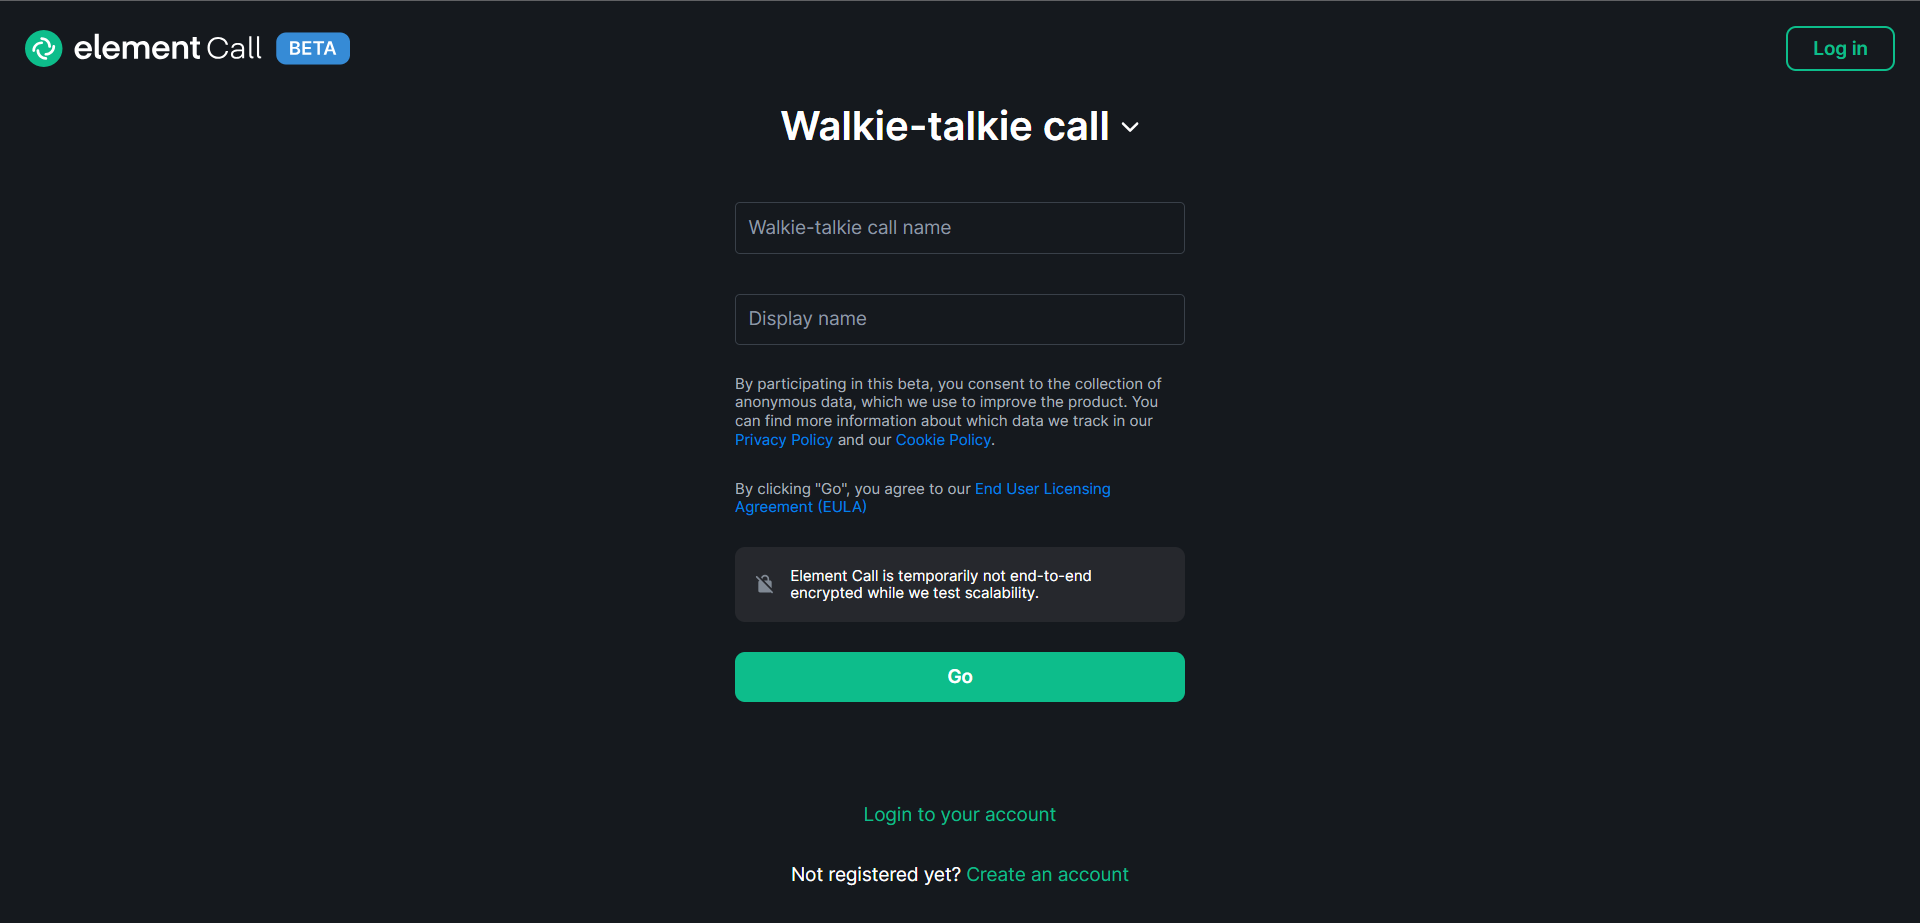 element Call BETA
Log in
Walkie-talkie call
Walkie-talkie call name
Display name
By participating in this beta, you consent to the collection of
anonymous data, which we use to improve the product. You
can find more information about which data we track in our
Privacy Policy and our Cookie Policy.
By clicking "Go", you agree to our End User Licensing
Agreement (EULA)
Element Call is temporarily not end-to-end
encrypted while we test scalability.
Go
Login to your account
Not registered yet? Create an account